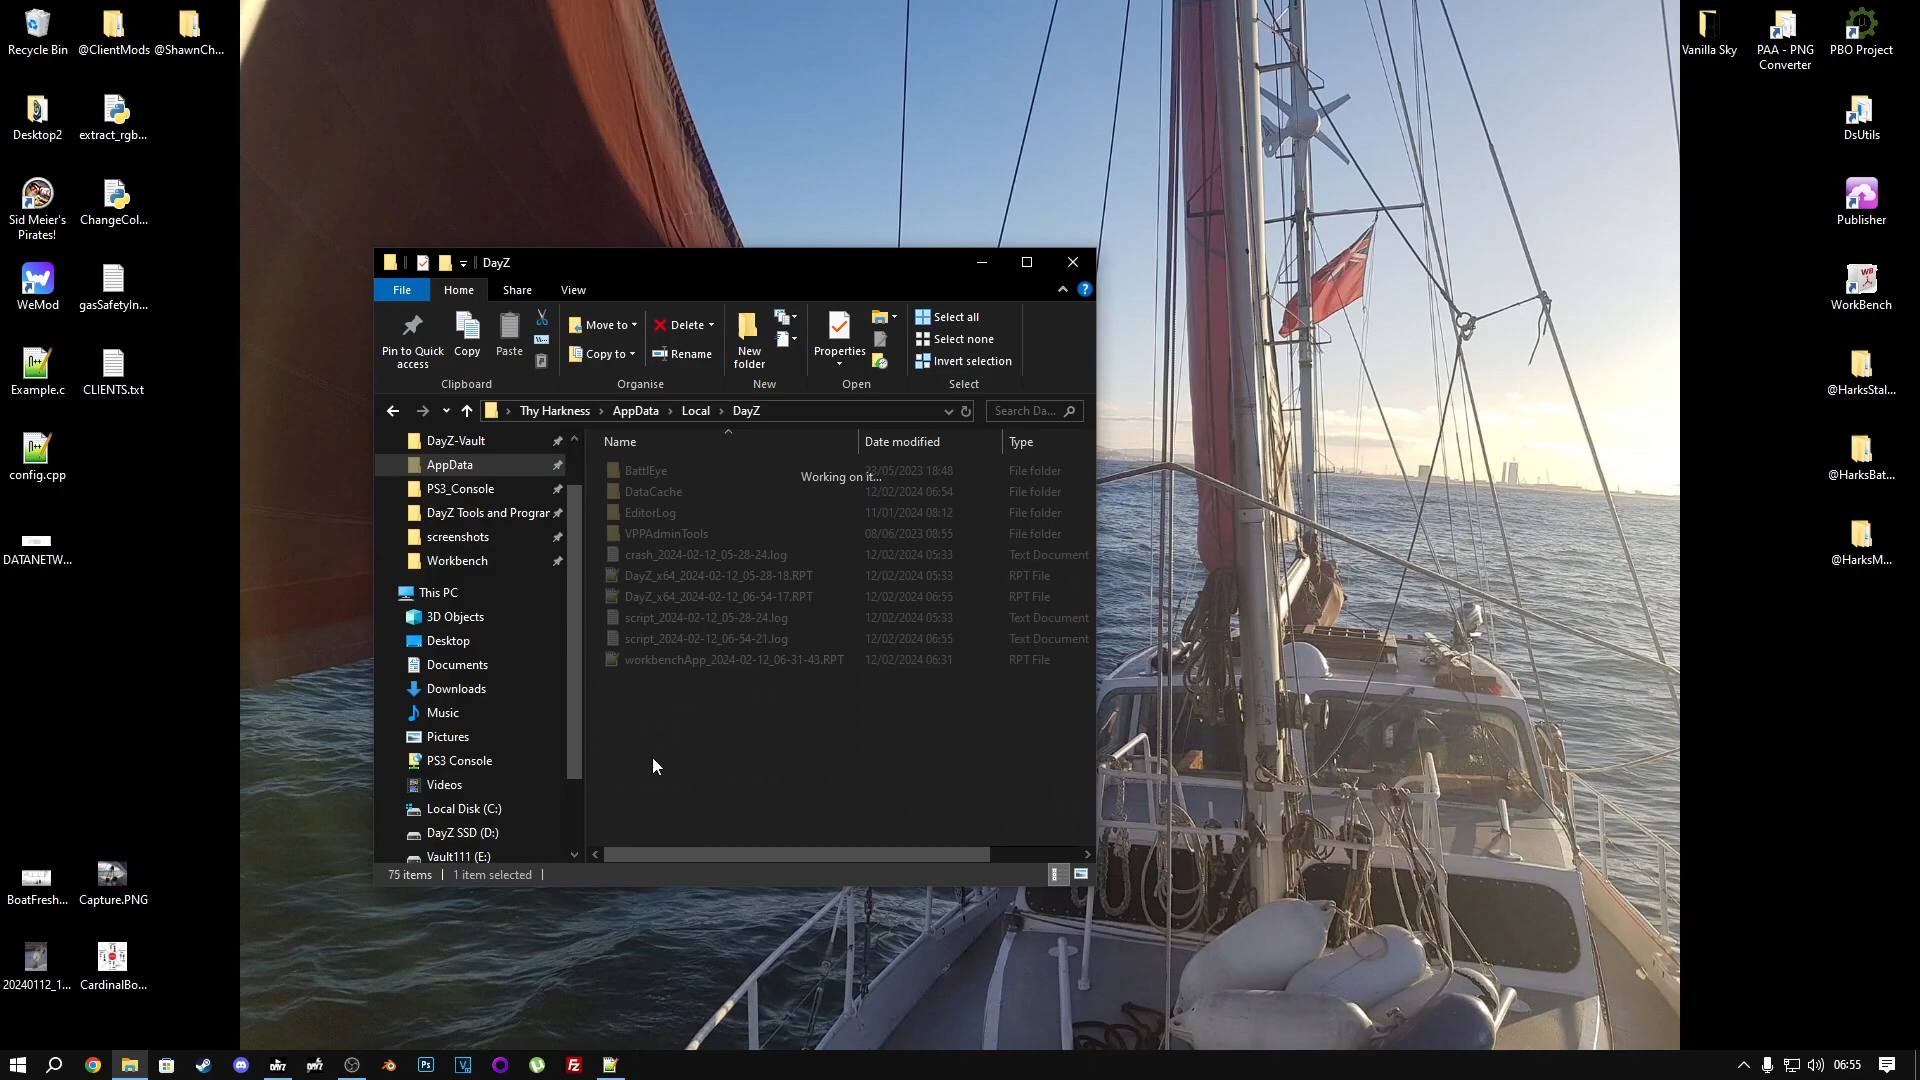 Recycle Bin
@ClientMods
@ShawnCh...
Desktop2
extract_rgb...
Sid Meier's
Pirates!
ChangeCol...
WeMod
gasSafetyIn...
Example.c
CLIENTS.txt
config.cpp
DATANETW...
BoatFresh...
Capture.PNG
20240112_1...
CardinalBo...
DayZ
File
Home
Share
View
Pin to Quick
access
Copy
Paste
Move to
Copy to
Delete
Rename
New
folder
Properties
Select all
Select none
Invert selection
Clipboard
Organise
New
Open
Select
Thy Harkness
AppData
Local
DayZ
Search Da...
DayZ-Vault
AppData
PS3_Console
DayZ Tools and Program
screenshots
Workbench
This PC
3D Objects
Desktop
Documents
Downloads
Music
Pictures
PS3 Console
Videos
Local Disk (C:)
DayZ SSD (D:)
Vault111 (E:)
Name Date modified Type
Working on it...
BattlEye 23/05/2023 18:48 File folder
DataCache 12/02/2024 06:54 File folder
EditorLog 11/01/2024 08:12 File folder
VPPAdminTools 08/06/2023 08:55 File folder
crash_2024-02-12_05-28-24.log 12/02/2024 05:33 Text Document
DayZ_x64_2024-02-12_05-28-18.RPT 12/02/2024 05:33 RPT File
DayZ_x64_2024-02-12_06-54-17.RPT 12/02/2024 06:55 RPT File
script_2024-02-12_05-28-24.log 12/02/2024 05:33 Text Document
script_2024-02-12_06-54-21.log 12/02/2024 06:55 Text Document
workbenchApp_2024-02-12_06-31-43.RPT 12/02/2024 06:31 RPT File
75 items
1 item selected
Vanilla Sky
PAA - PNG
Converter
PBO Project
DsUtils
Publisher
WorkBench
@HarksStal...
@HarksBat...
@HarksM...
06:55